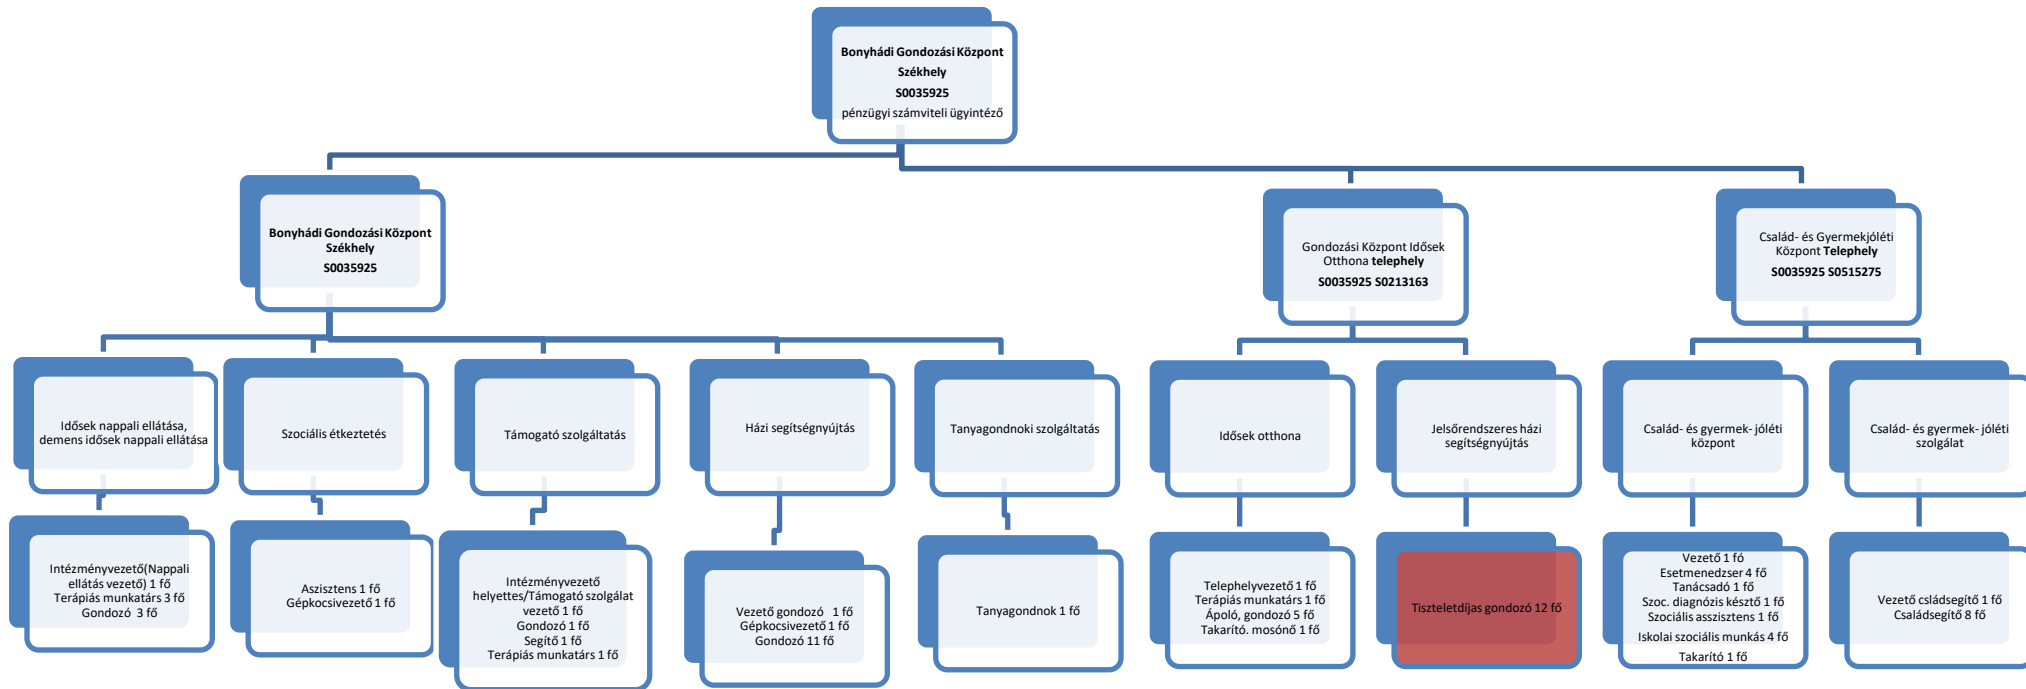 Bonyhádi Gondozási Központ
Székhely
S0035925
pénzügyi számviteli ügyintéző
Bonyhádi Gondozási Központ
Székhely
S0035925
Gondozási Központ Idősek
Otthona telephely
S0035925 S0213163
Család- és Gyermekjóléti
Központ Telephely
S0035925 S0515275
Idősek nappali ellátása,
demens idősek nappali ellátása
Szociális étkeztetés
Támogató szolgáltatás
Házi segítségnyújtás
Tanyagondnoki szolgáltatás
Idősek otthona
Jelsőrendszeres házi
segítségnyújtás
Család- és gyermek- jóléti
központ
Család- és gyermek- jóléti
szolgálat
Intézményvezető(Nappali
ellátás vezető) 1 fő
Terápiás munkatárs 3 fő
Gondozó 3 fő
Aszisztens 1 fő
Gépkocsivezető 1 fő
Intézményvezető
helyettes/Támogató szolgálat
vezető 1 fő
Gondozó 1 fő
Segítő 1 fő
Terápiás munkatárs 1 fő
Vezető gondozó 1 fő
Gépkocsivezető 1 fő
Gondozó 11 fő
Tanyagondnok 1 fő
Telephelyvezető 1 fő
Terápiás munkatárs 1 fő
Ápoló, gondozó 5 fő
Takarító. mosónő 1 fő
Tiszteletdíjas gondozó 12 fő
Vezető 1 fó
Esetmenedzser 4 fő
Tanácsadó 1 fő
Szoc. diagnózis késztő 1 fő
Szociális asszisztens 1 fő
Iskolai szociális munkás 4 fő
Takarító 1 fő
Vezető csládsegítő 1 fő
Családsegítő 8 fő